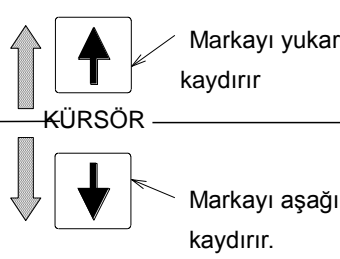 Markayı yukar
kaydırır
KÜRSÖR
Markayı aşağı
kaydırır.